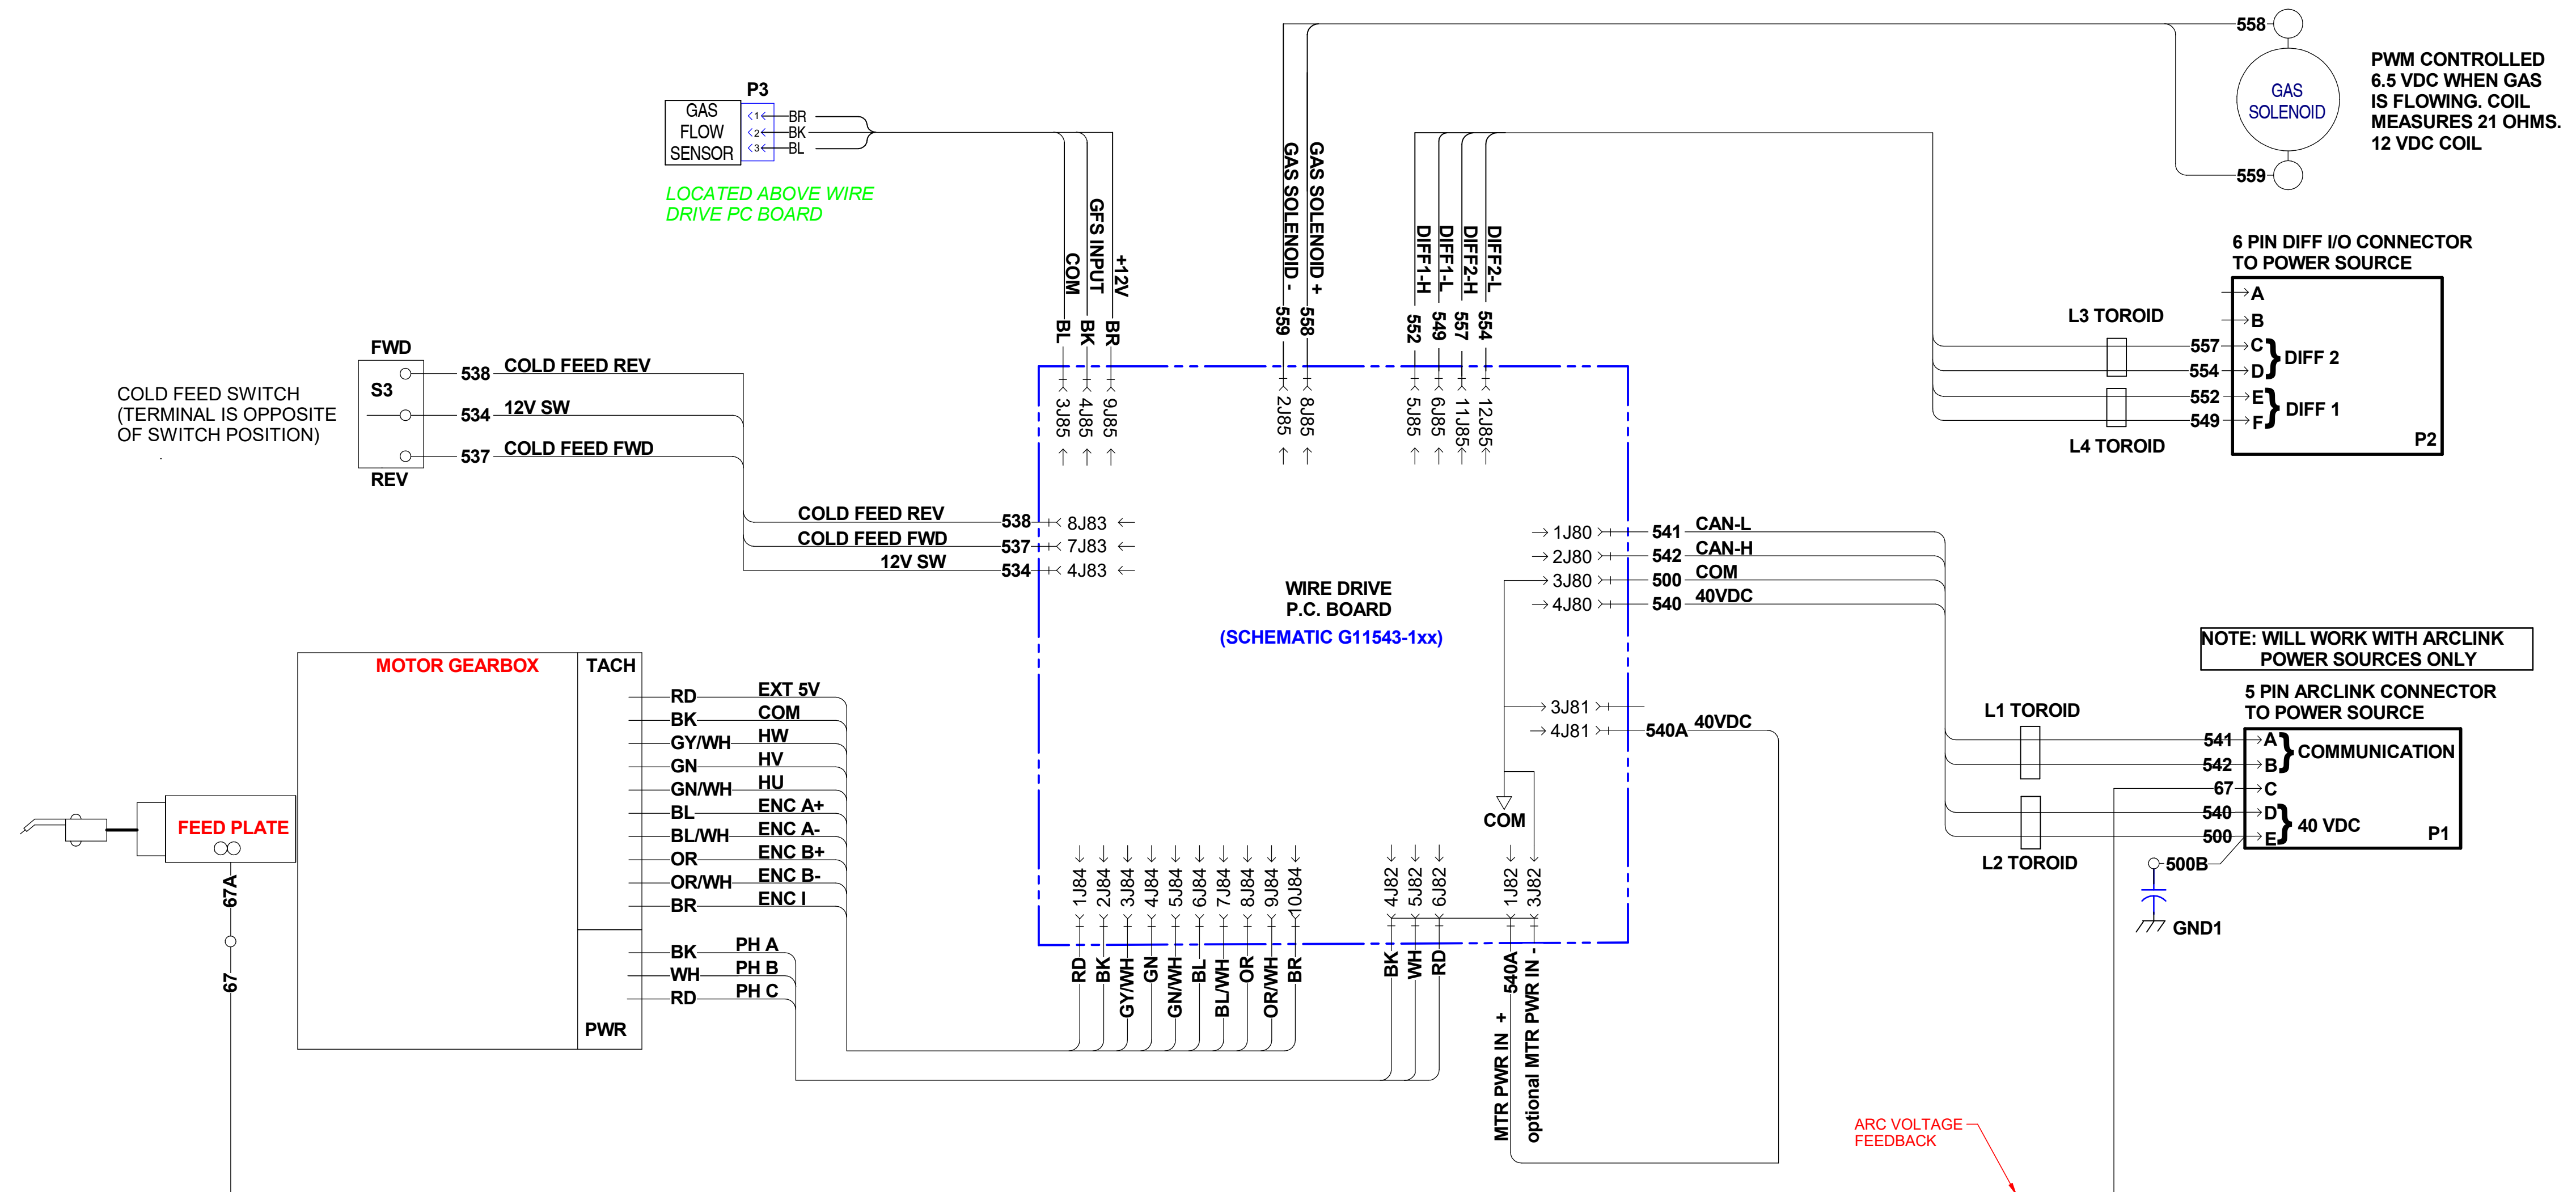 558
PWM CONTROLLED
6.5 VDC WHEN GAS
IS FLOWING. COIL
MEASURES 21 OHMS.
12 VDC COIL
GAS
SOLENOID
559
P3
GAS
FLOW
SENSOR
1 BR
2 BK
3 BL
LOCATED ABOVE WIRE
DRIVE PC BOARD
COM
GFS INPUT
+12V
BL
BK
BR
3J85
4J85
9J85
GAS SOLENOID -
GAS SOLENOID +
559
558
2J85
8J85
DIFF1-H
DIFF1-L
DIFF2-H
DIFF2-L
552
549
557
554
5J85
6J85
11J85
12J85
6 PIN DIFF I/O CONNECTOR
TO POWER SOURCE
A
B
L3 TOROID
557 C
554 D
DIFF 2
552 E
549 F
DIFF 1
L4 TOROID
P2
FWD
S3
REV
COLD FEED SWITCH
(TERMINAL IS OPPOSITE
OF SWITCH POSITION)
538 COLD FEED REV
534 12V SW
537 COLD FEED FWD
COLD FEED REV 538 8J83
COLD FEED FWD 537 7J83
12V SW 534 4J83
WIRE DRIVE
P.C. BOARD
(SCHEMATIC G11543-1xx)
1J80 541 CAN-L
2J80 542 CAN-H
3J80 500 COM
4J80 540 40VDC
3J81
4J81 540A 40VDC
COM
NOTE: WILL WORK WITH ARCLINK
POWER SOURCES ONLY
5 PIN ARCLINK CONNECTOR
TO POWER SOURCE
L1 TOROID
541 A
542 B
COMMUNICATION
67 C
540 D
500 E
40 VDC
P1
L2 TOROID
500B
GND1
MOTOR GEARBOX
TACH
RD EXT 5V
BK COM
GY/WH HW
GN HV
GN/WH HU
BL ENC A+
BL/WH ENC A-
OR ENC B+
OR/WH ENC B-
BR ENC I
BK PH A
WH PH B
RD PH C
PWR
FEED PLATE
67A
67
1J84
2J84
3J84
4J84
5J84
6J84
7J84
8J84
9J84
10J84
RD
BK
GY/WH
GN
GN/WH
BL
BL/WH
OR
OR/WH
BR
4J82
5J82
6J82
1J82
3J82
BK
WH
RD
MTR PWR IN + 540A
optional MTR PWR IN -
ARC VOLTAGE
FEEDBACK